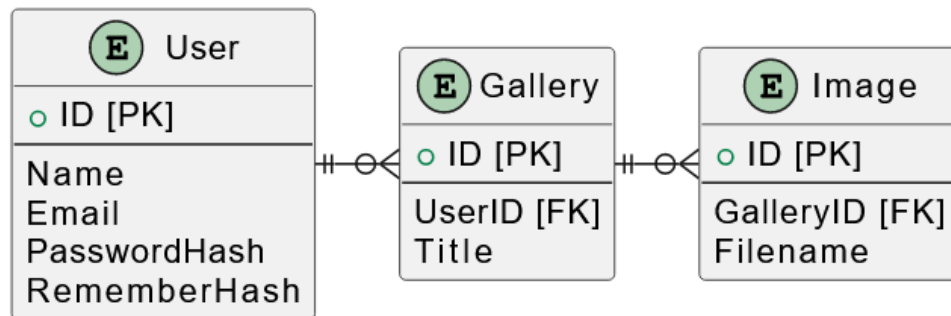 E User
ID [PK]
Name
Email
PasswordHash
RememberHash
E Gallery
ID [PK]
UserID [FK]
Title
E Image
ID [PK]
GalleryID [FK]
Filename